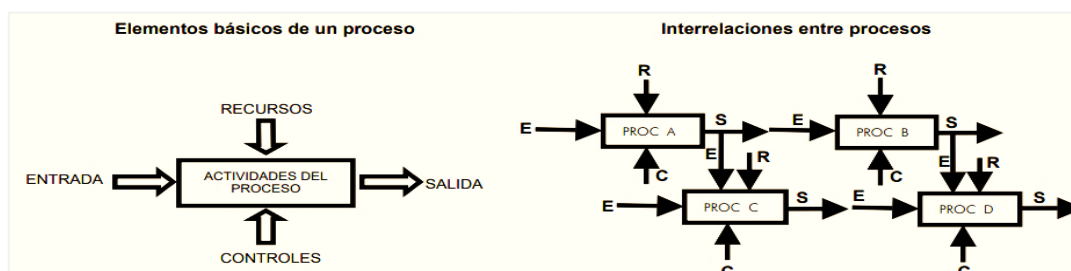 Elementos básicos de un proceso
RECURSOS
ENTRADA
ACTIVIDADES DEL
PROCESO
SALIDA
CONTROLES
Interrelaciones entre procesos
R
R
E
PROC A
S
E
PROC B
S
E
R
E
R
C
C
E
PROC C
S
E
PROC D
S
C
C